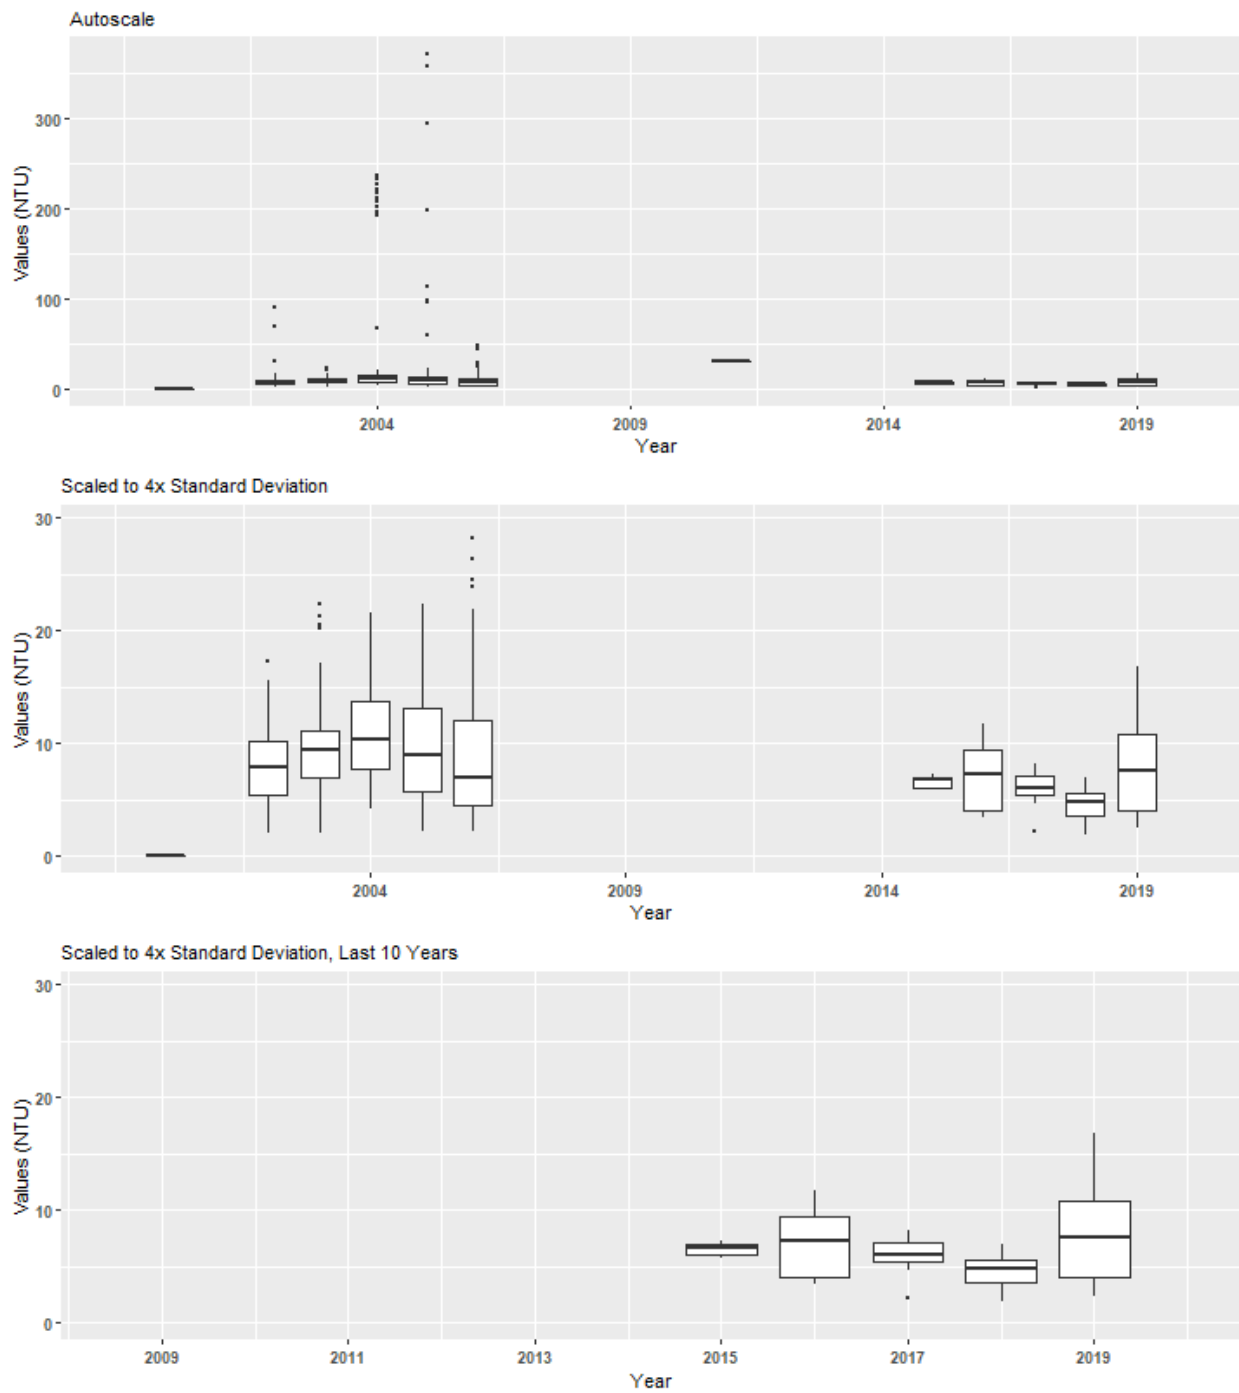 Autoscale
Values (NTU)
300
200
100
0
2004 2009 2014 2019
Year
Scaled to 4x Standard Deviation
Values (NTU)
30
20
10
0
2004 2009 2014 2019
Year
Scaled to 4x Standard Deviation, Last 10 Years
Values (NTU)
30
20
10
0
2009 2011 2013 2015 2017 2019
Year